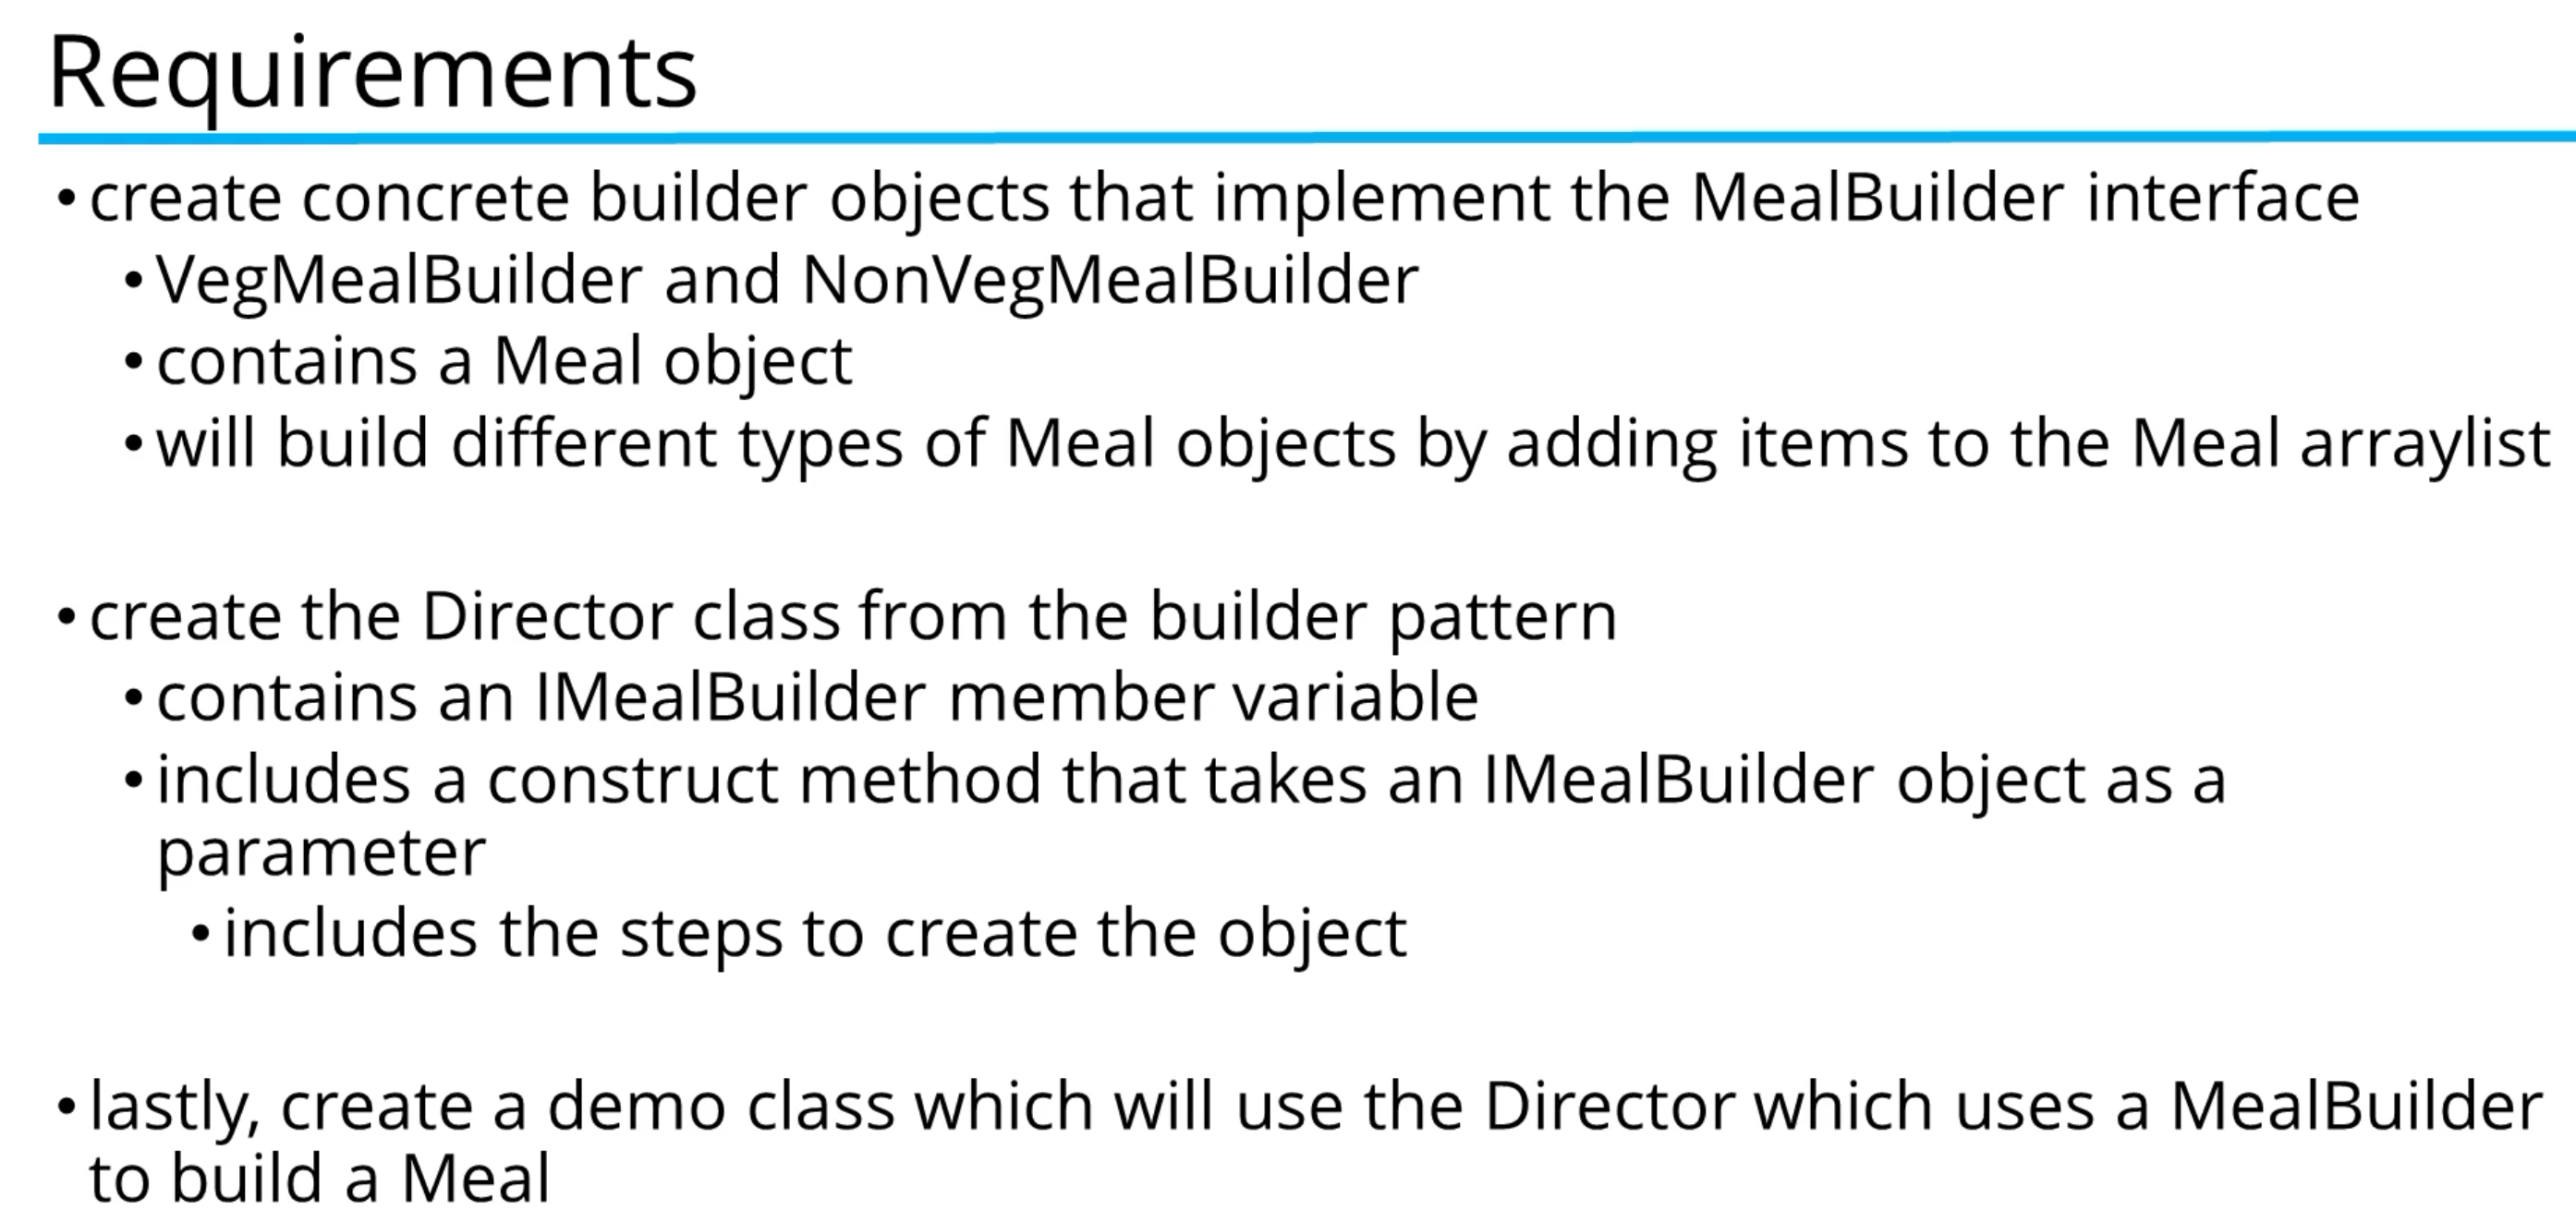 Requirements
• create concrete builder objects that implement the MealBuilder interface
• VegMealBuilder and NonVegMealBuilder
• contains a Meal object
• will build different types of Meal objects by adding items to the Meal arraylist
• create the Director class from the builder pattern
• contains an IMealBuilder member variable
• includes a construct method that takes an IMealBuilder object as a
parameter
• includes the steps to create the object
• lastly, create a demo class which will use the Director which uses a MealBuilder
to build a Meal